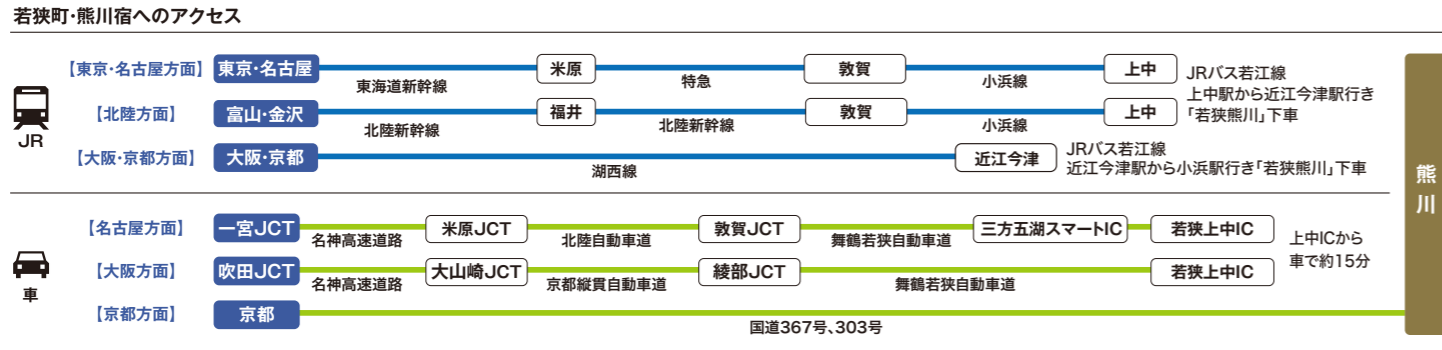 若狭町・熊川宿へのアクセス
JR
【東京・名古屋方面】 東京・名古屋 東海道新幹線 米原 特急 敦賀 小浜線 上中
JRバス若江線
上中駅から近江今津駅行き
「若狭熊川」下車
【北陸方面】 富山・金沢 北陸新幹線 福井 北陸新幹線 敦賀 小浜線 上中
【大阪・京都方面】 大阪・京都 湖西線 近江今津
JRバス若江線
近江今津駅から小浜駅行き「若狭熊川」下車
車
【名古屋方面】 一宮JCT 名神高速道路 米原JCT 北陸自動車道 敦賀JCT 舞鶴若狭自動車道 三方五湖スマートIC 若狭上中IC
【大阪方面】 吹田JCT 名神高速道路 大山崎JCT 京都縦貫自動車道 綾部JCT 舞鶴若狭自動車道 若狭上中IC
上中ICから
車で約15分
【京都方面】 京都 国道367号、303号
熊川